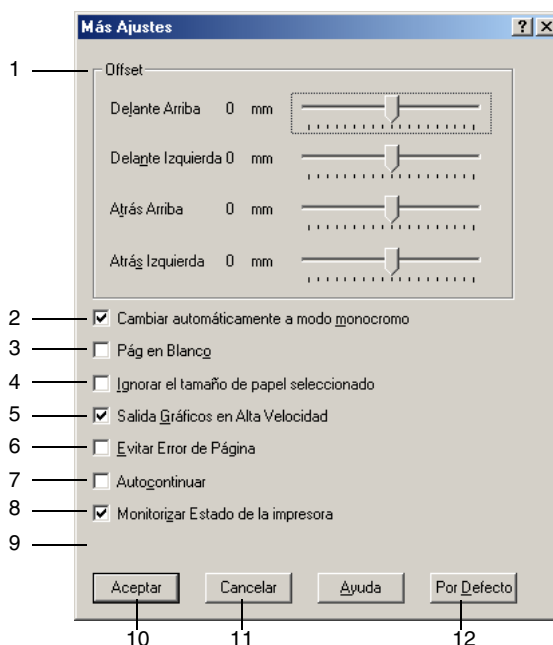 Más Ajustes
1 Offset
Delante Arriba 0 mm
Delante Izquierda 0 mm
Atrás Arriba 0 mm
Atrás Izquierda 0 mm
2 Cambiar automáticamente a modo monocromo
3 Pág en Blanco
4 Ignorar el tamaño de papel seleccionado
5 Salida Gráficos en Alta Velocidad
6 Evitar Error de Página
7 Autocontinuar
8 Monitorizar Estado de la impresora
9
Aceptar Cancelar Ayuda Por Defecto
10 11 12